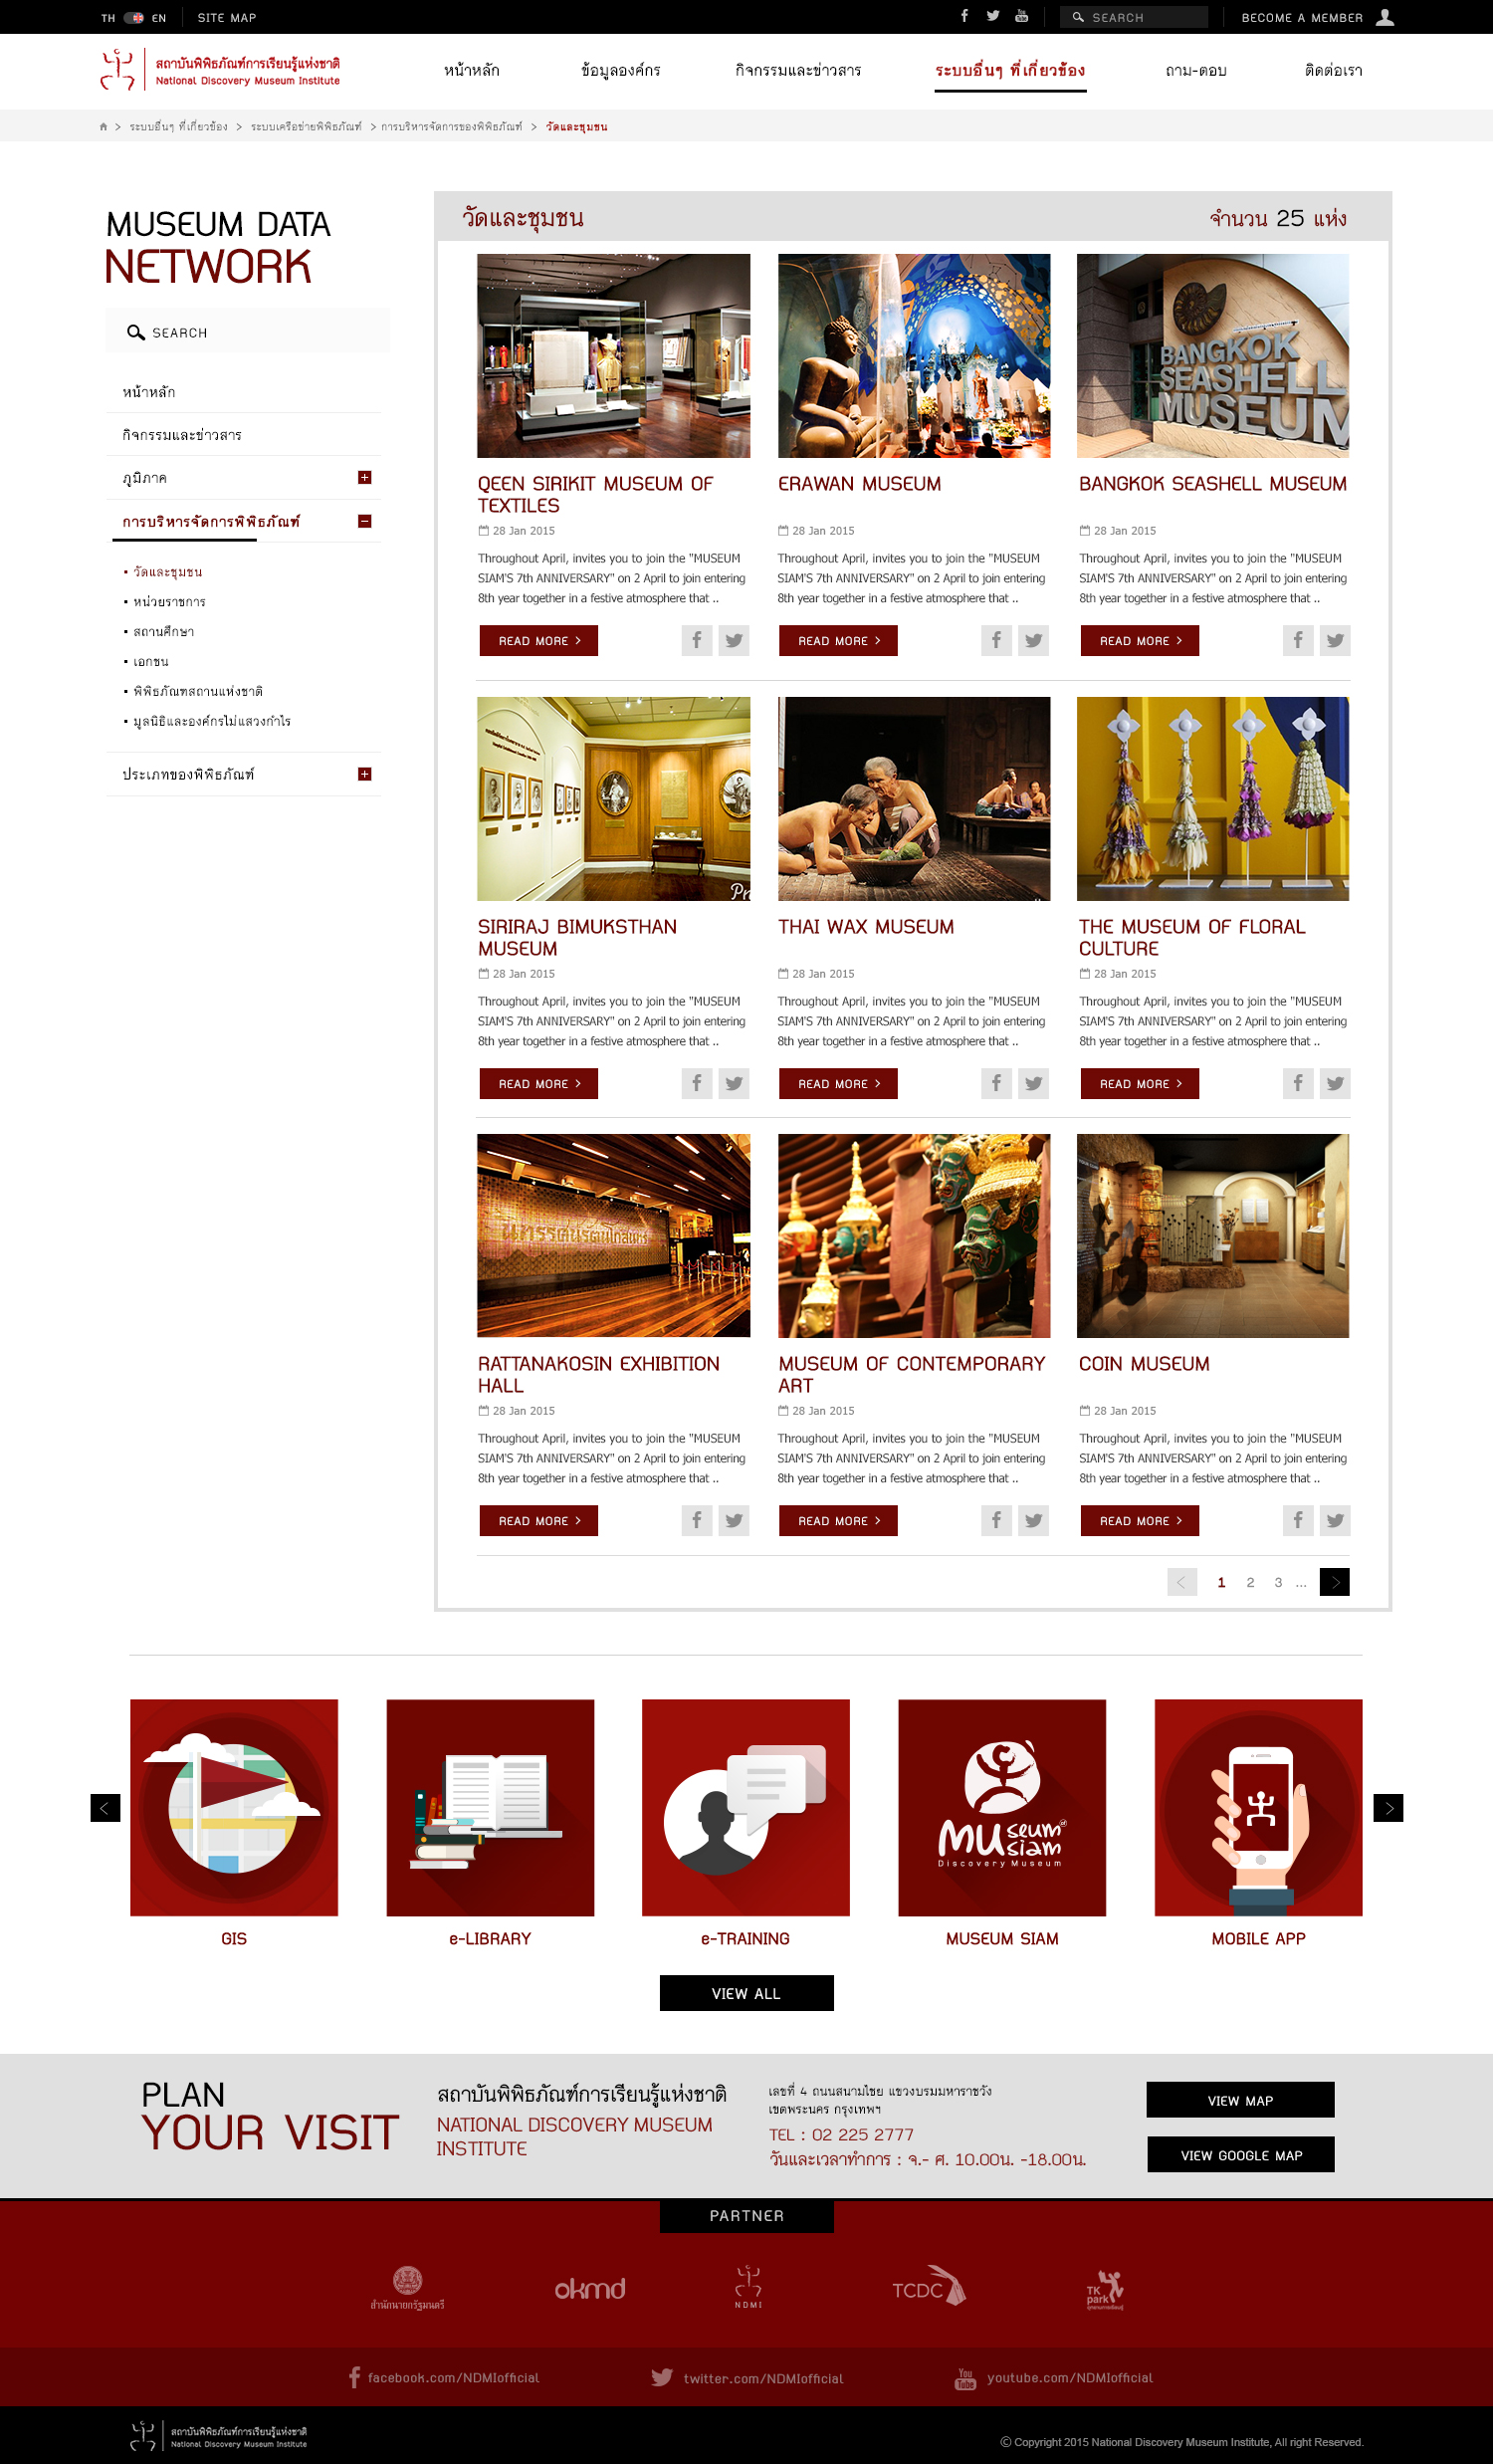 TH EN SITE MAP SEARCH BECOME A MEMBER
สถาบันพิพิธภัณฑ์การเรียนรู้แห่งชาติ
National Discovery Museum Institute
หน้าหลัก ข้อมูลองค์กร กิจกรรมและข่าวสาร ระบบอื่นๆ ที่เกี่ยวข้อง ถาม-ตอบ ติดต่อเรา
> ระบบอื่นๆ ที่เกี่ยวข้อง > ระบบเครือข่ายพิพิธภัณฑ์ > การบริหารจัดการของพิพิธภัณฑ์ > วัดและชุมชน
MUSEUM DATA
NETWORK
SEARCH
หน้าหลัก
กิจกรรมและข่าวสาร
ภูมิภาค
การบริหารจัดการพิพิธภัณฑ์
วัดและชุมชน
หน่วยราชการ
สถานศึกษา
เอกชน
พิพิธภัณฑสถานแห่งชาติ
มูลนิธิและองค์กรไม่แสวงกำไร
ประเภทของพิพิธภัณฑ์
วัดและชุมชน จำนวน 25 แห่ง
BANGKOK
SEASHELL
MUSEUM
QEEN SIRIKIT MUSEUM OF
TEXTILES
28 Jan 2015
Throughout April, invites you to join the "MUSEUM
SIAM'S 7th ANNIVERSARY" on 2 April to join entering
8th year together in a festive atmosphere that ..
READ MORE >
ERAWAN MUSEUM
28 Jan 2015
Throughout April, invites you to join the "MUSEUM
SIAM'S 7th ANNIVERSARY" on 2 April to join entering
8th year together in a festive atmosphere that ..
READ MORE >
BANGKOK SEASHELL MUSEUM
28 Jan 2015
Throughout April, invites you to join the "MUSEUM
SIAM'S 7th ANNIVERSARY" on 2 April to join entering
8th year together in a festive atmosphere that ..
READ MORE >
SIRIRAJ BIMUKSTHAN
MUSEUM
28 Jan 2015
Throughout April, invites you to join the "MUSEUM
SIAM'S 7th ANNIVERSARY" on 2 April to join entering
8th year together in a festive atmosphere that ..
READ MORE >
THAI WAX MUSEUM
28 Jan 2015
Throughout April, invites you to join the "MUSEUM
SIAM'S 7th ANNIVERSARY" on 2 April to join entering
8th year together in a festive atmosphere that ..
READ MORE >
THE MUSEUM OF FLORAL
CULTURE
28 Jan 2015
Throughout April, invites you to join the "MUSEUM
SIAM'S 7th ANNIVERSARY" on 2 April to join entering
8th year together in a festive atmosphere that ..
READ MORE >
RATTANAKOSIN EXHIBITION
HALL
28 Jan 2015
Throughout April, invites you to join the "MUSEUM
SIAM'S 7th ANNIVERSARY" on 2 April to join entering
8th year together in a festive atmosphere that ..
READ MORE >
MUSEUM OF CONTEMPORARY
ART
28 Jan 2015
Throughout April, invites you to join the "MUSEUM
SIAM'S 7th ANNIVERSARY" on 2 April to join entering
8th year together in a festive atmosphere that ..
READ MORE >
COIN MUSEUM
28 Jan 2015
Throughout April, invites you to join the "MUSEUM
SIAM'S 7th ANNIVERSARY" on 2 April to join entering
8th year together in a festive atmosphere that ..
READ MORE >
< 1 2 3 ... >
museum
siam
Discovery Museum
GIS e-LIBRARY e-TRAINING MUSEUM SIAM MOBILE APP
VIEW ALL
PLAN
YOUR VISIT
สถาบันพิพิธภัณฑ์การเรียนรู้แห่งชาติ
NATIONAL DISCOVERY MUSEUM
INSTITUTE
เลขที่ 4 ถนนสนามไชย แขวงบรมมหาราชวัง
เขตพระนคร กรุงเทพฯ
TEL : 02 225 2777
วันและเวลาทำการ : จ.- ศ. 10.00น. -18.00น.
VIEW MAP
VIEW GOOGLE MAP
PARTNER
สำนักนายกรัฐมนตรี
okmd
NDMI
TCDC
TK
park
facebook.com/NDMIofficial twitter.com/NDMIofficial youtube.com/NDMIofficial
สถาบันพิพิธภัณฑ์การเรียนรู้แห่งชาติ
National Discovery Museum Institute
© Copyright 2015 National Discovery Museum Institute, All right Reserved.